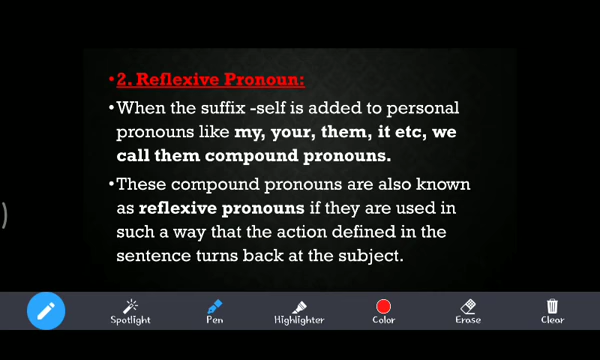 •2. Reflexive Pronoun:
•When the suffix -self is added to personal
pronouns like my, your, them, it etc, we
call them compound pronouns.
•These compound pronouns are also known
as reflexive pronouns if they are used in
such a way that the action defined in the
sentence turns back at the subject.
Spotlight Pen Highlighter Color Erase Clear